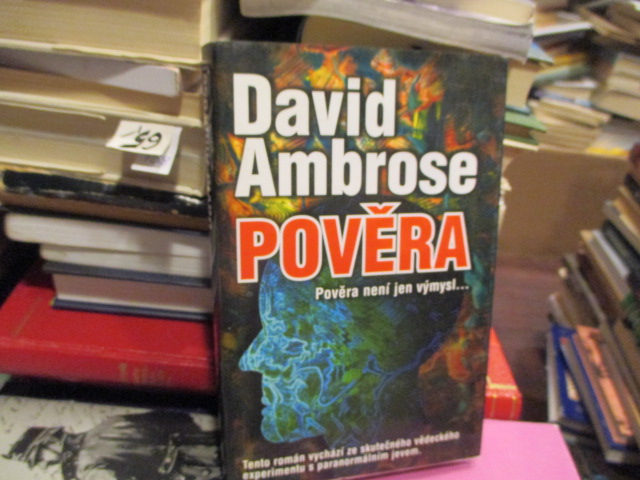 David
Ambrose
POVĚRA
Pověra není jen výmysl...
Tento román vychází ze skutečného vědeckého
experimentu s paranormálním jevem.